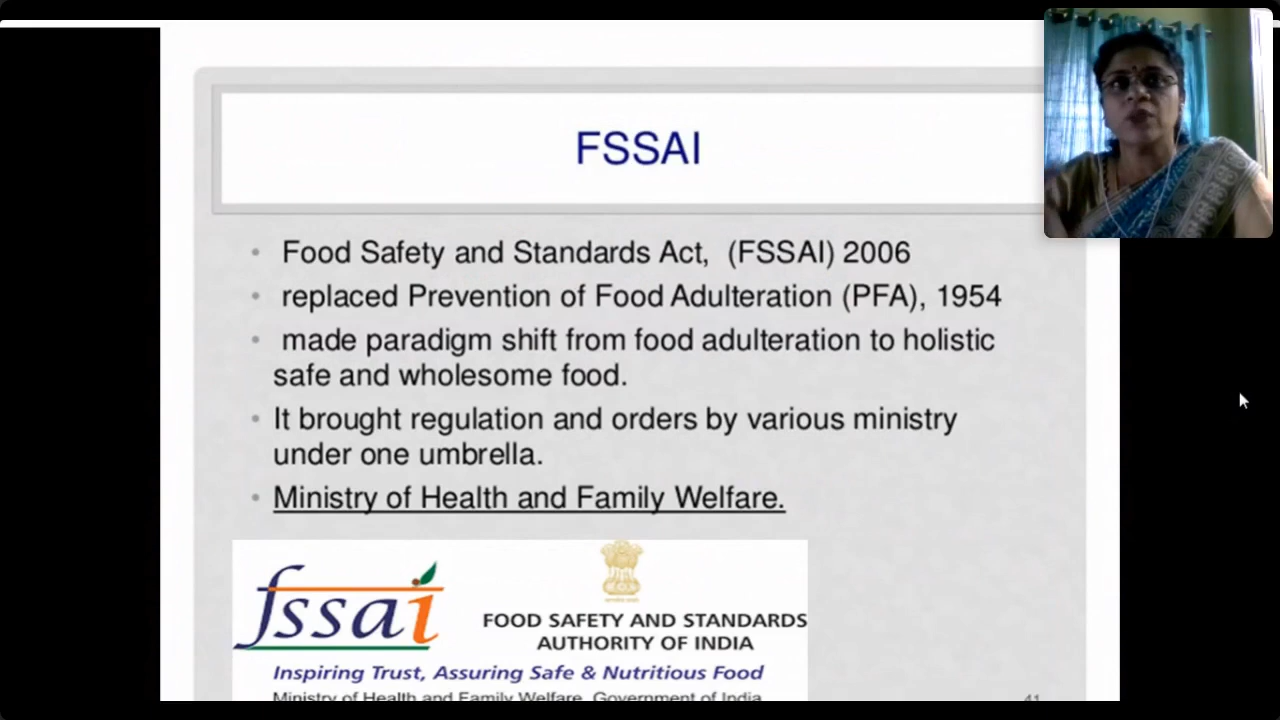 FSSAI
Food Safety and Standards Act, (FSSAI) 2006
replaced Prevention of Food Adulteration (PFA), 1954
made paradigm shift from food adulteration to holistic
safe and wholesome food.
It brought regulation and orders by various ministry
under one umbrella.
Ministry of Health and Family Welfare.
fssai
FOOD SAFETY AND STANDARDS
AUTHORITY OF INDIA
Inspiring Trust, Assuring Safe & Nutritious Food
Ministry of Health and Family Welfare, Government of India
41